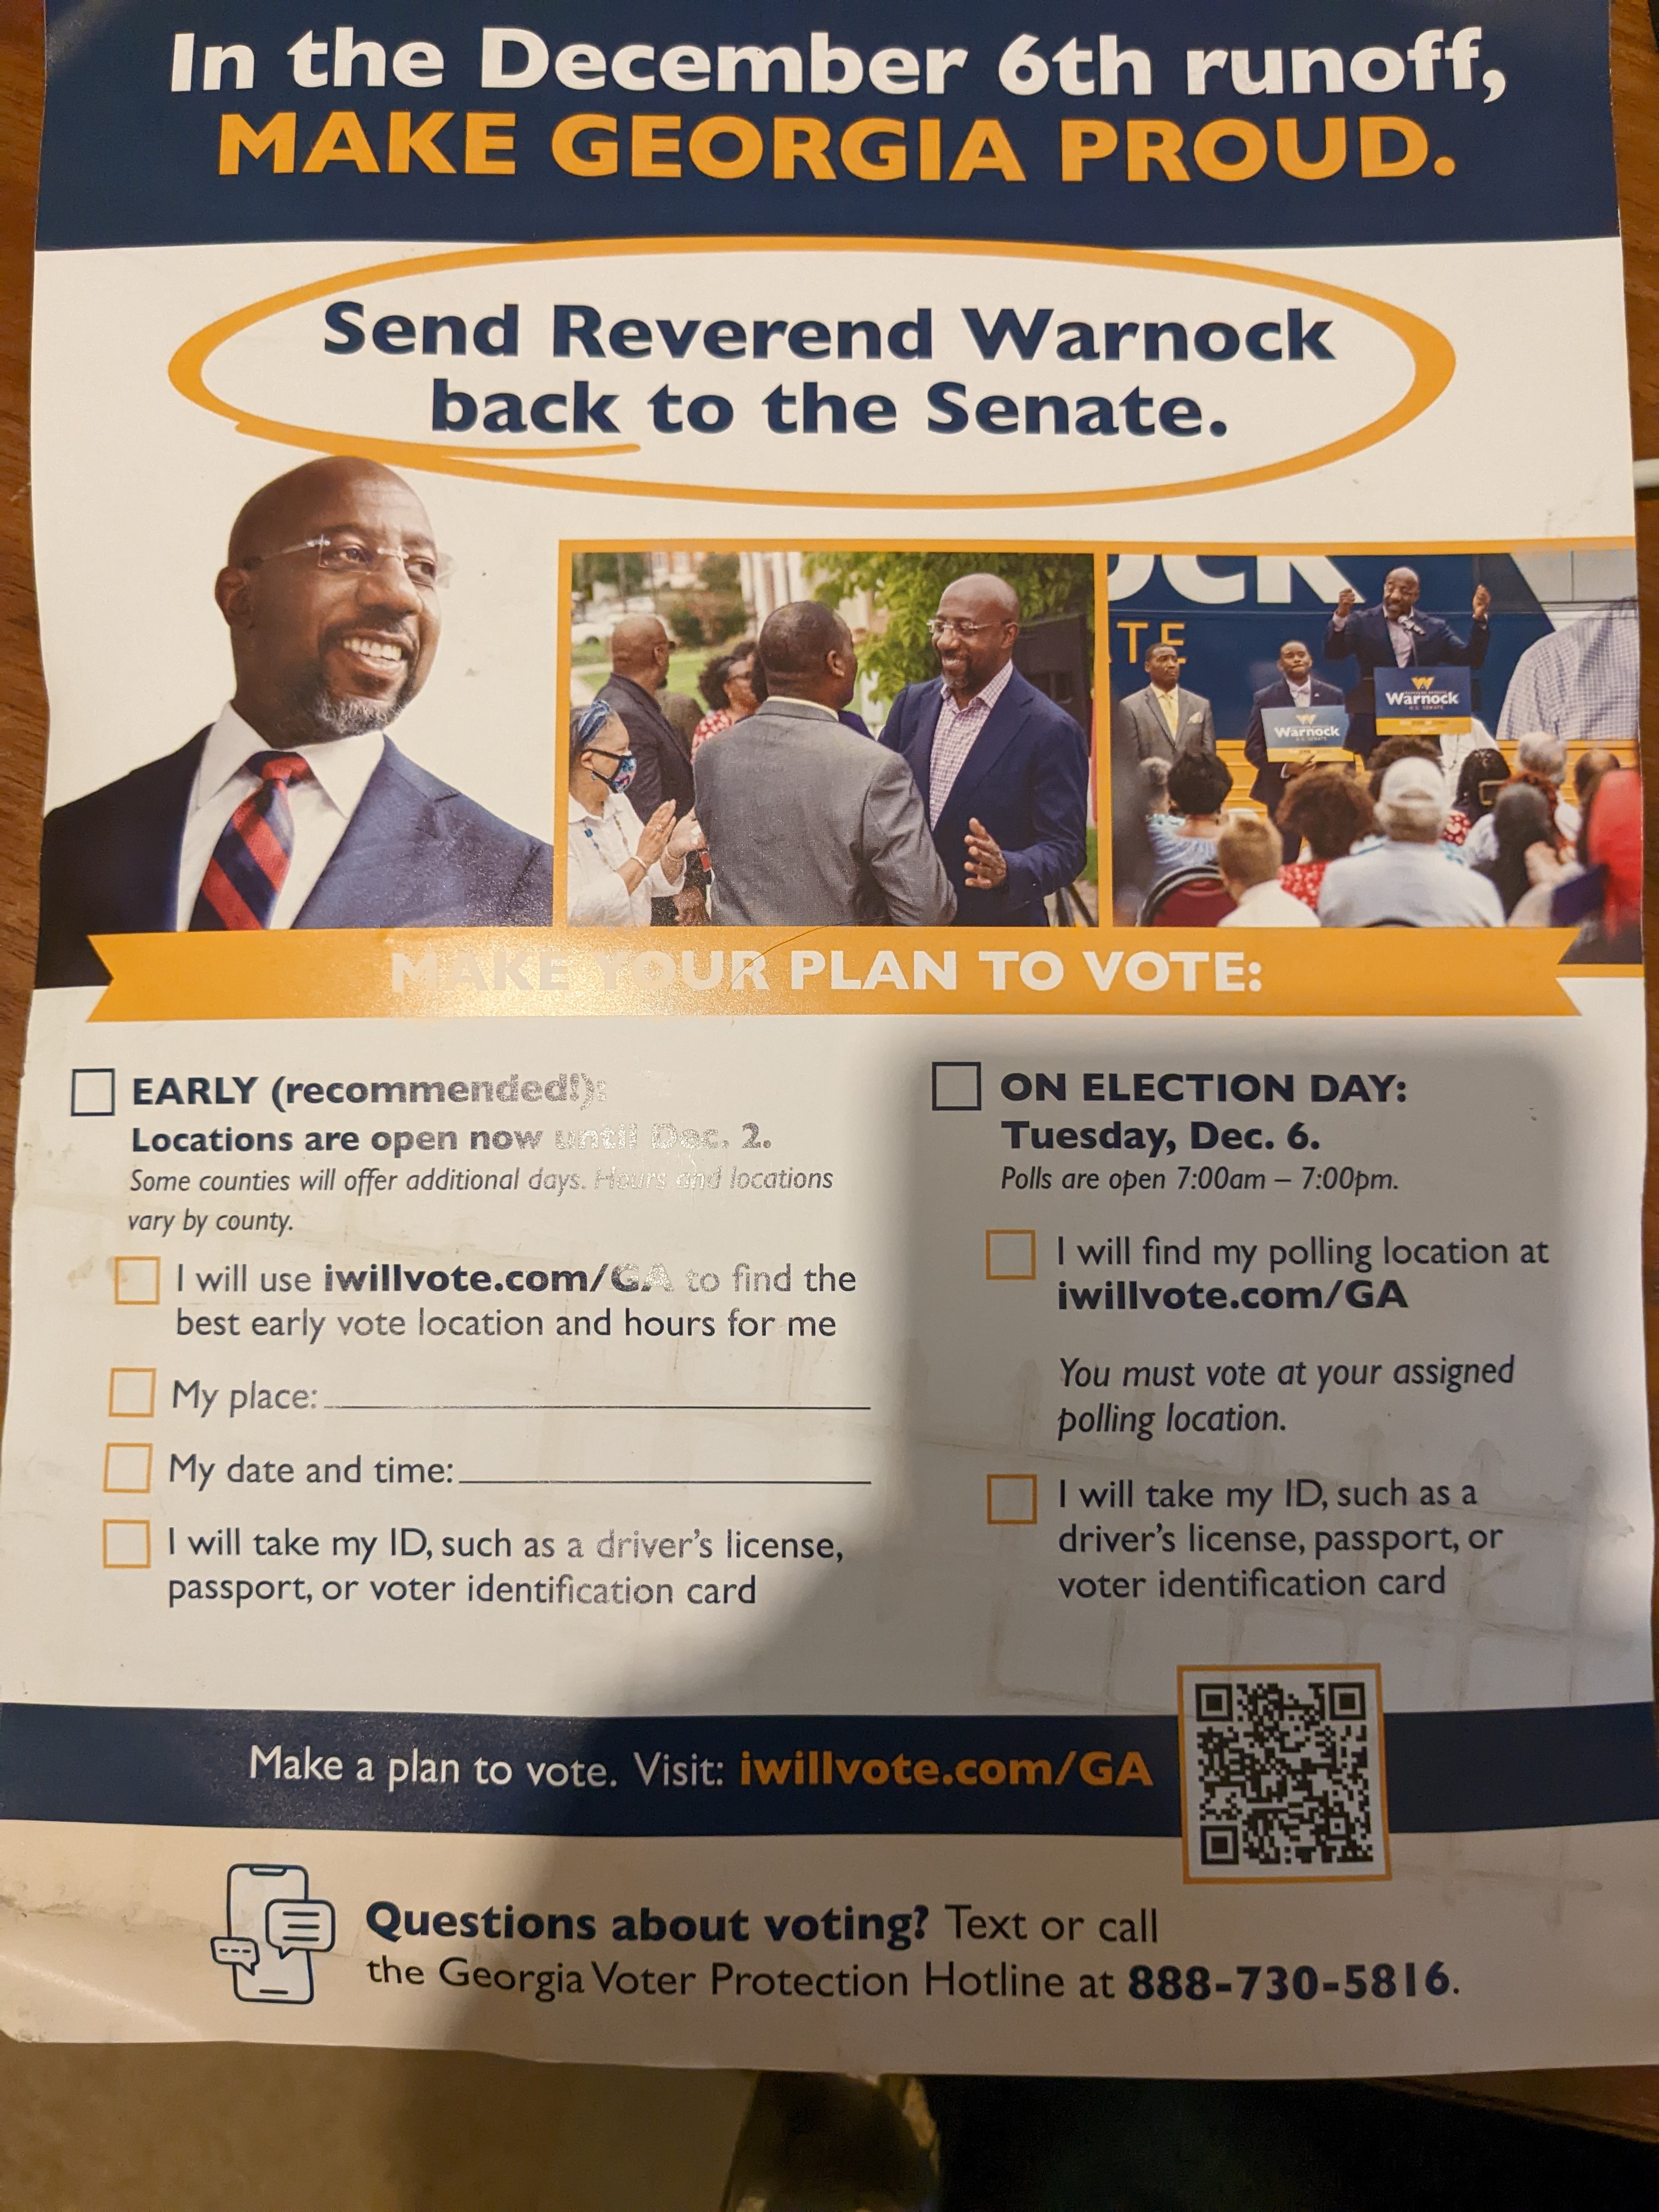 In the December 6th runoff,
MAKE GEORGIA PROUD.
Send Reverend Warnock
back to the Senate.
OCK
TE
Warnock
Warnock
MAKE YOUR PLAN TO VOTE:
EARLY (recommended!):
Locations are open now until Dec. 2.
Some counties will offer additional days. Hours and locations
vary by county.
I will use iwillvote.com/GA to find the
best early vote location and hours for me
My place:
My date and time:
I will take my ID, such as a driver's license,
passport, or voter identification card
ON ELECTION DAY:
Tuesday, Dec. 6.
Polls are open 7:00am – 7:00pm.
I will find my polling location at
iwillvote.com/GA
You must vote at your assigned
polling location.
I will take my ID, such as a
driver's license, passport, or
voter identification card
Make a plan to vote. Visit: iwillvote.com/GA
Questions about voting? Text or call
the Georgia Voter Protection Hotline at 888-730-5816.